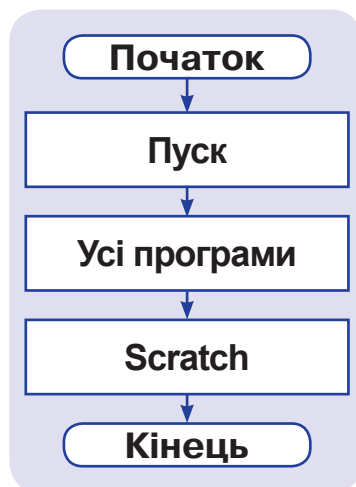 Початок
Пуск
Усі програми
Scratch
Кінець